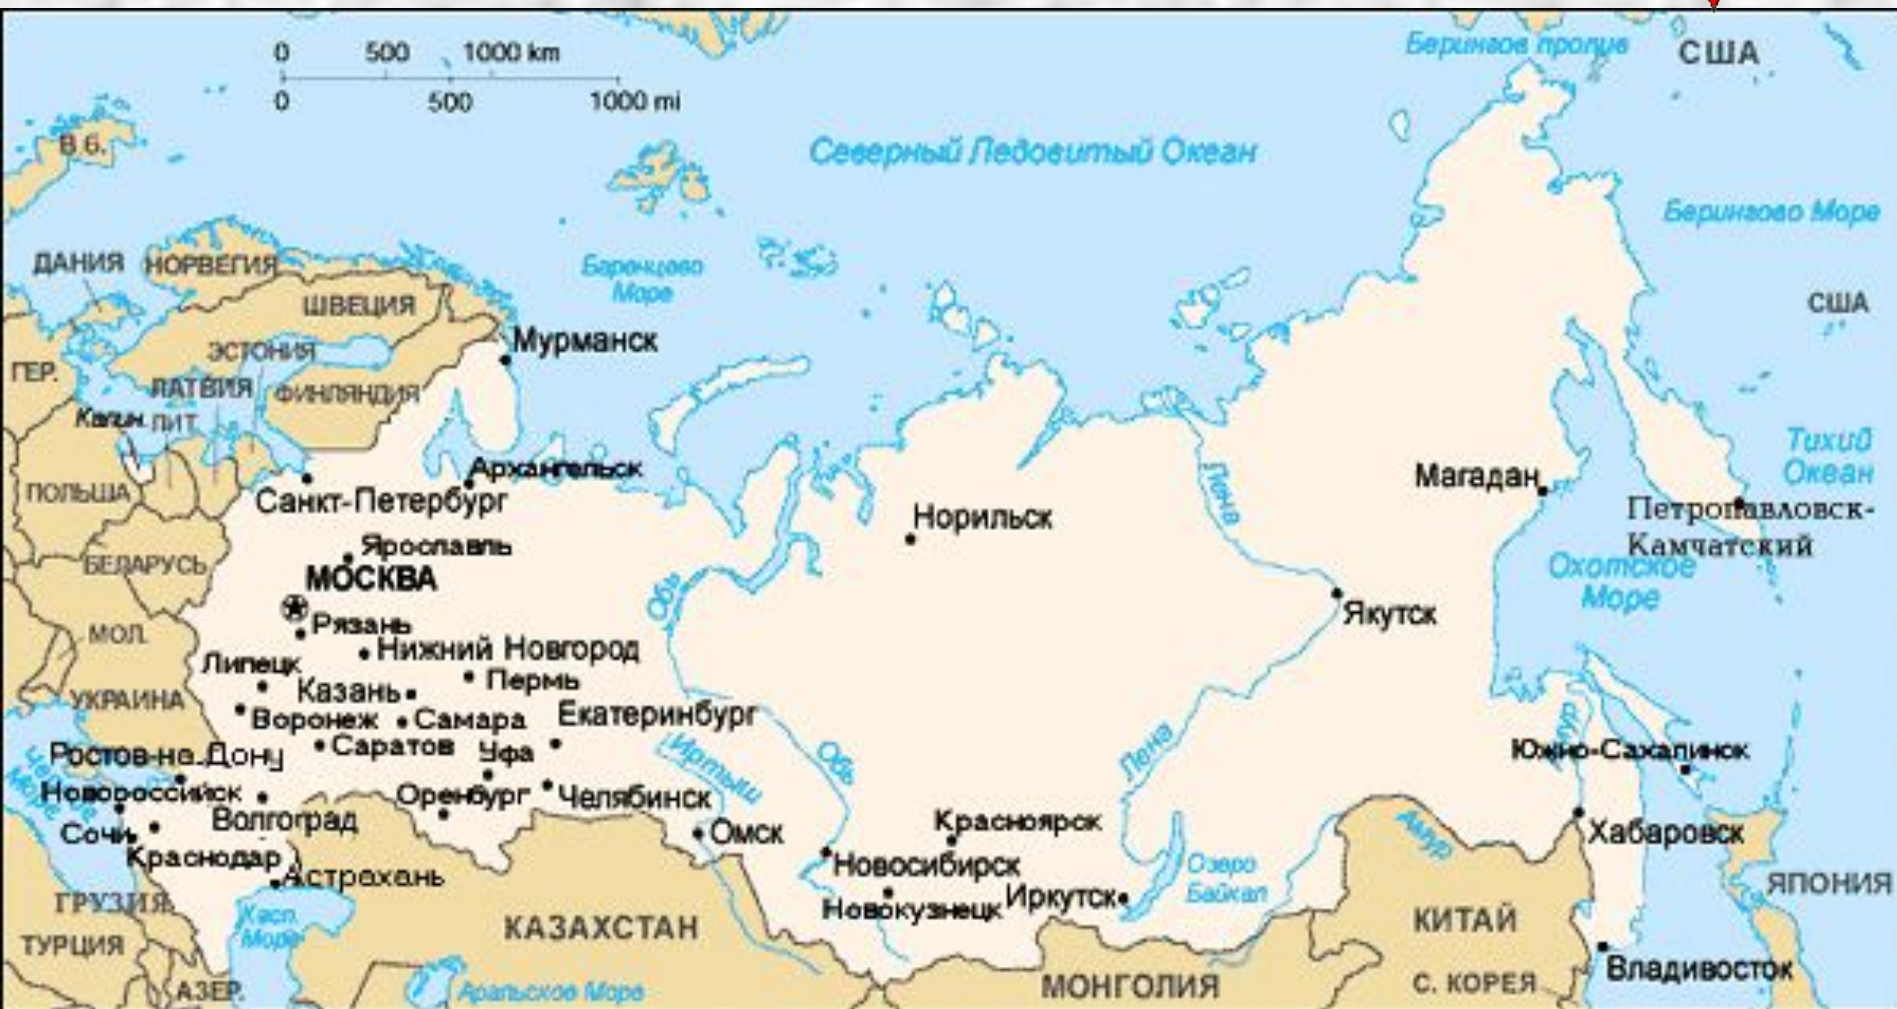 0 500 1000 km
0 500 1000 mi
Берингов пролив
США
В б.
Северный Ледовитый Океан
Берингово Море
ДАНИЯ
НОРВЕГИЯ
Баренцево
Море
ШВЕЦИЯ
США
Мурманск
ЭСТОНИЯ
ГЕР.
ЛАТВИЯ
ФИНЛЯНДИЯ
Калин.
ЛИТ.
Тихий
Океан
Архангельск
Магадан
ПОЛЬША
Санкт-Петербург
Лена
Норильск
Петропавловск-
Камчатский
Ярославль
БЕЛАРУСЬ
МОСКВА
Охотское
Море
Обь
Якутск
Рязань
МОЛ.
Нижний Новгород
Липецк
Пермь
Казань
УКРАИНА
Воронеж
Самара
Екатеринбург
Саратов
Уфа
Ростов-на-Дону
Иртыш
Обь
Лена
Южно-Сахалинск
Новороссийск
Оренбург
Челябинск
Волгоград
Сочи
Омск
Красноярск
Амур
Хабаровск
Краснодар
Новосибирск
Озеро
Байкал
Астрахань
ЯПОНИЯ
ГРУЗИЯ
Новокузнецк
Иркутск
Касп.
Море
КАЗАХСТАН
КИТАЙ
ТУРЦИЯ
Владивосток
АЗЕР.
Аральское Море
МОНГОЛИЯ
С. КОРЕЯ